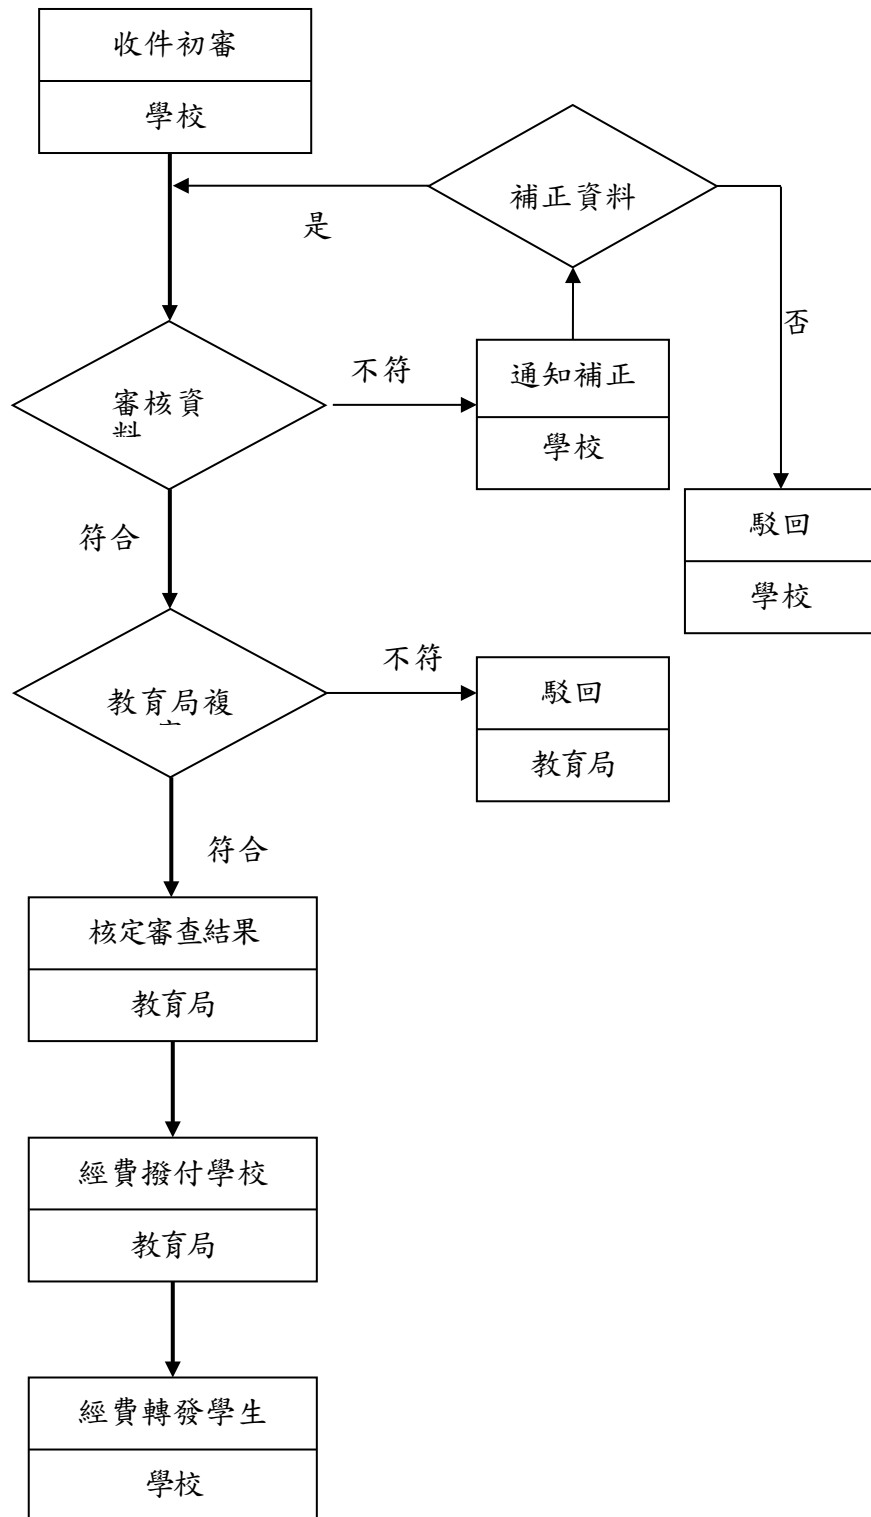 收件初審
學校
補正資料
是
否
審核資
料
不符
通知補正
學校
駁回
學校
符合
教育局複
不符
駁回
教育局
符合
核定審查結果
教育局
經費撥付學校
教育局
經費轉發學生
學校